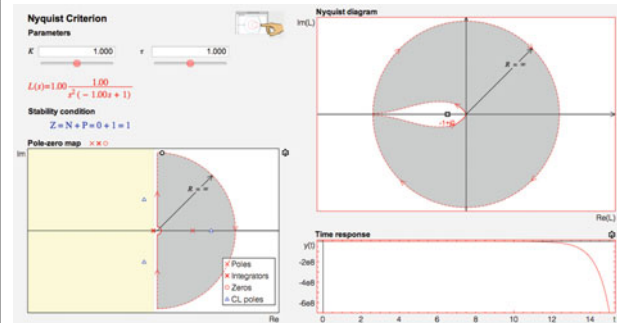 Nyquist Criterion
Parameters
K 1.000 τ 1.000
L(s)=1.00 1.00
s²( − 1.00s + 1)
Stability condition
Z = N + P = 0 + 1 = 1
Pole-zero map × × ○
Im
R = ∞
× Poles
× Integrators
○ Zeros
△ CL poles
Re
Nyquist diagram
Im(L)
R = ∞
-1+j0
Re(L)
Time response
y(t)
-2e8
-4e8
-6e8
0 2 4 6 8 10 12 14 t